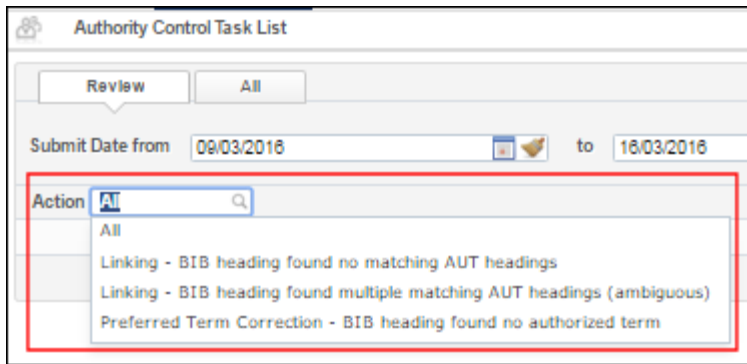 Authority Control Task List
Review All
Submit Date from 09/03/2016 to 16/03/2016
Action All
All
Linking - BIB heading found no matching AUT headings
Linking - BIB heading found multiple matching AUT headings (ambiguous)
Preferred Term Correction - BIB heading found no authorized term